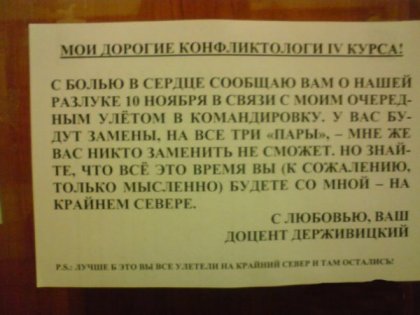 МОИ ДОРОГИЕ КОНФЛИКТОЛОГИ IV КУРСА!
С БОЛЬЮ В СЕРДЦЕ СООБЩАЮ ВАМ О НАШЕЙ
РАЗЛУКЕ 10 НОЯБРЯ В СВЯЗИ С МОИМ ОЧЕРЕД-
НЫМ УЛЁТОМ В КОМАНДИРОВКУ. У ВАС БУ-
ДУТ ЗАМЕНЫ, НА ВСЕ ТРИ «ПАРЫ», – МНЕ ЖЕ
ВАС НИКТО ЗАМЕНИТЬ НЕ СМОЖЕТ. НО ЗНАЙ-
ТЕ, ЧТО ВСЁ ЭТО ВРЕМЯ ВЫ (К СОЖАЛЕНИЮ,
ТОЛЬКО МЫСЛЕННО) БУДЕТЕ СО МНОЙ – НА
КРАЙНЕМ СЕВЕРЕ.
С ЛЮБОВЬЮ, ВАШ
ДОЦЕНТ ДЕРЖИВИЦКИЙ
P.S.: ЛУЧШЕ Б ЭТО ВЫ ВСЕ УЛЕТЕЛИ НА КРАЙНИЙ СЕВЕР И ТАМ ОСТАЛИСЬ!